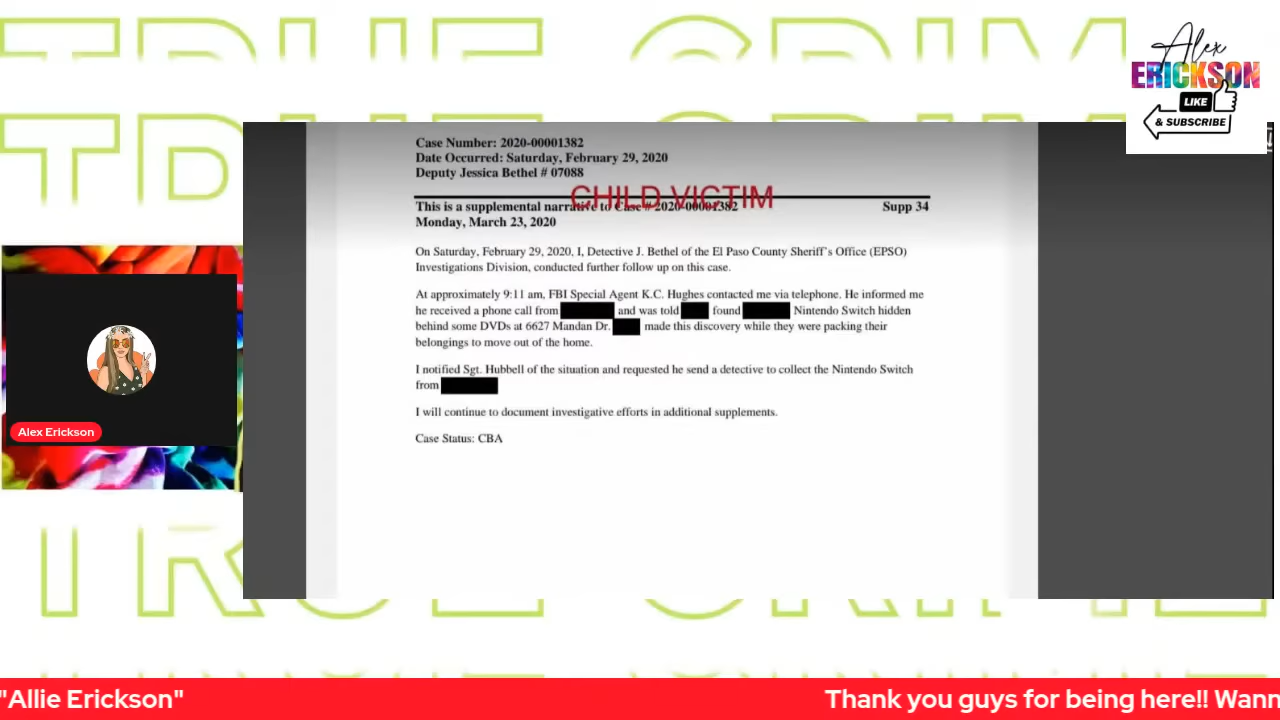 TRUE CRIM
Alex
ERICKSON
LIKE
& SUBSCRIBE
TRUE
Case Number: 2020-00001382
Date Occurred: Saturday, February 29, 2020
Deputy Jessica Bethel # 07088
CHILD VICTIM
This is a supplemental narrative to Case # 2020-00001382 Supp 34
Monday, March 23, 2020
On Saturday, February 29, 2020, I, Detective J. Bethel of the El Paso County Sheriff's Office (EPSO)
Investigations Division, conducted further follow up on this case.
At approximately 9:11 am, FBI Special Agent K.C. Hughes contacted me via telephone. He informed me
he received a phone call from and was told found Nintendo Switch hidden
behind some DVDs at 6627 Mandan Dr. made this discovery while they were packing their
belongings to move out of the home.
I notified Sgt. Hubbell of the situation and requested he send a detective to collect the Nintendo Switch
from
I will continue to document investigative efforts in additional supplements.
Case Status: CBA
Alex Erickson
TRUE CRIME
"Allie Erickson" Thank you guys for being here!! Wann